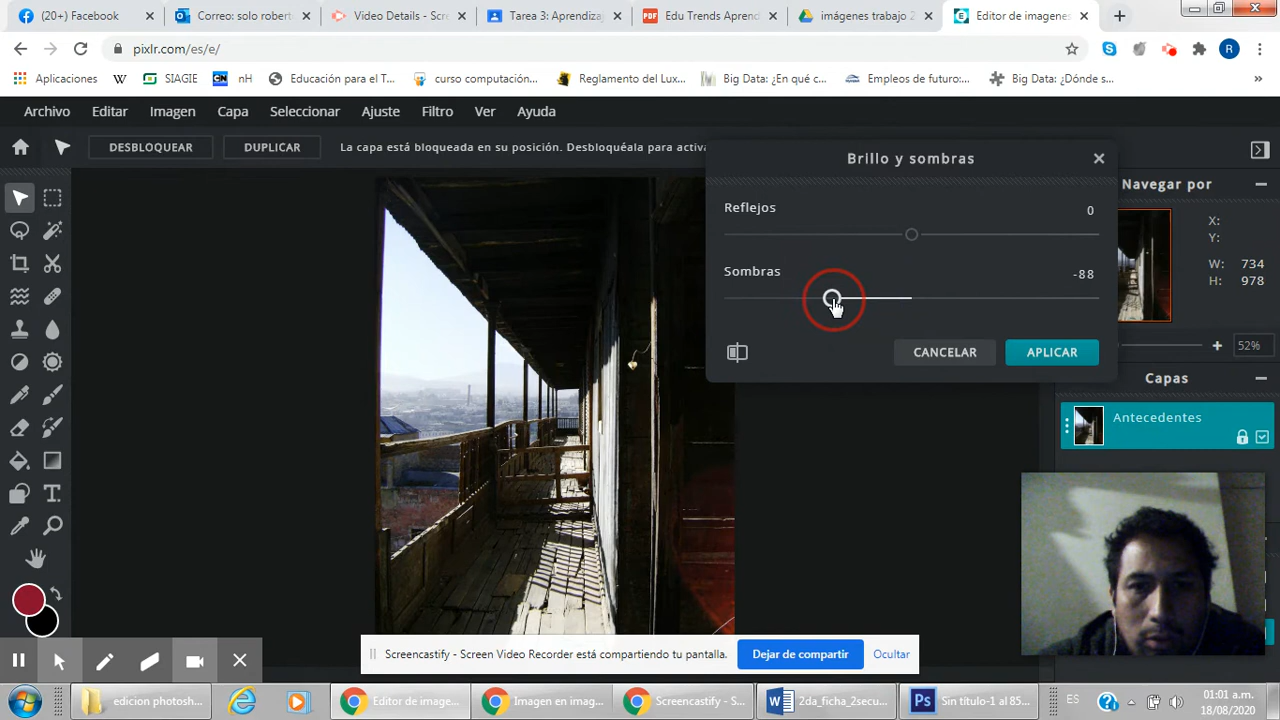 (20+) Facebook
Correo: solorobert
Video Details - Scre
Tarea 3: Aprendizaj
Edu Trends Aprend
imágenes trabajo 2
Editor de imagenes
pixlr.com/es/e/
R
Aplicaciones
W
SIAGIE
nH
Educación para el T...
curso computación...
Reglamento del Lux...
Big Data: ¿En qué c...
Empleos de futuro:...
Big Data: ¿Dónde s...
»
Archivo
Editar
Imagen
Capa
Seleccionar
Ajuste
Filtro
Ver
Ayuda
DESBLOQUEAR
DUPLICAR
La capa está bloqueada en su posición. Desbloquéala para activa
Brillo y sombras
Reflejos
0
Sombras
-88
CANCELAR
APLICAR
Navegar por
X:
Y:
W: 734
H: 978
52%
Capas
Antecedentes
Screencastify - Screen Video Recorder está compartiendo tu pantalla.
Dejar de compartir
Ocultar
edicion photosh...
Editor de image...
Imagen en imag...
Screencastify - S...
2da_ficha_2secu...
Ps
Sin título-1 al 85...
ES
01:01 a.m.
18/08/2020